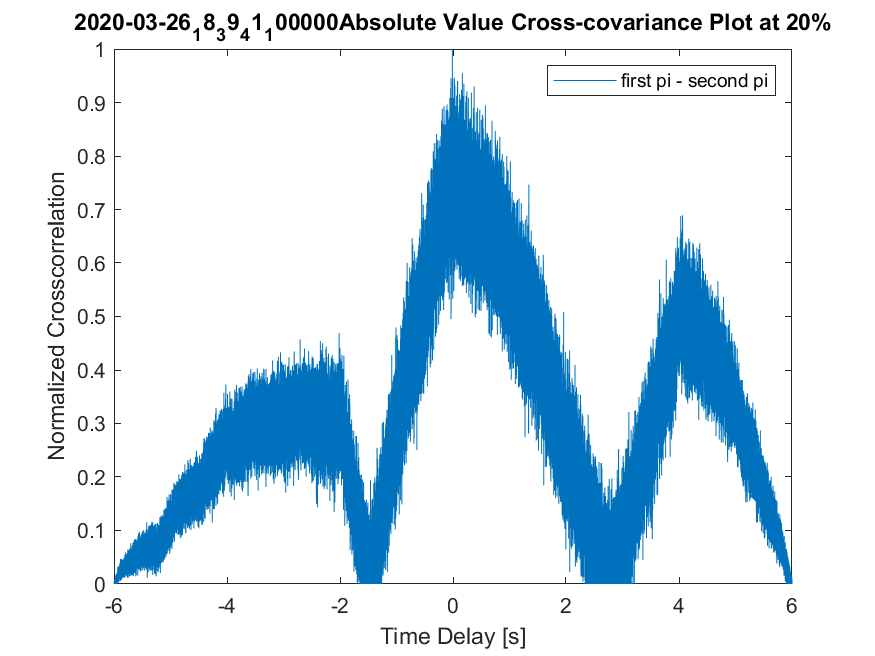 2020-03-26₁8₃9₄1₁00000Absolute Value Cross-covariance Plot at 20%
first pi - second pi
Normalized Crosscorrelation
1
0.9
0.8
0.7
0.6
0.5
0.4
0.3
0.2
0.1
0
-6 -4 -2 0 2 4 6
Time Delay [s]